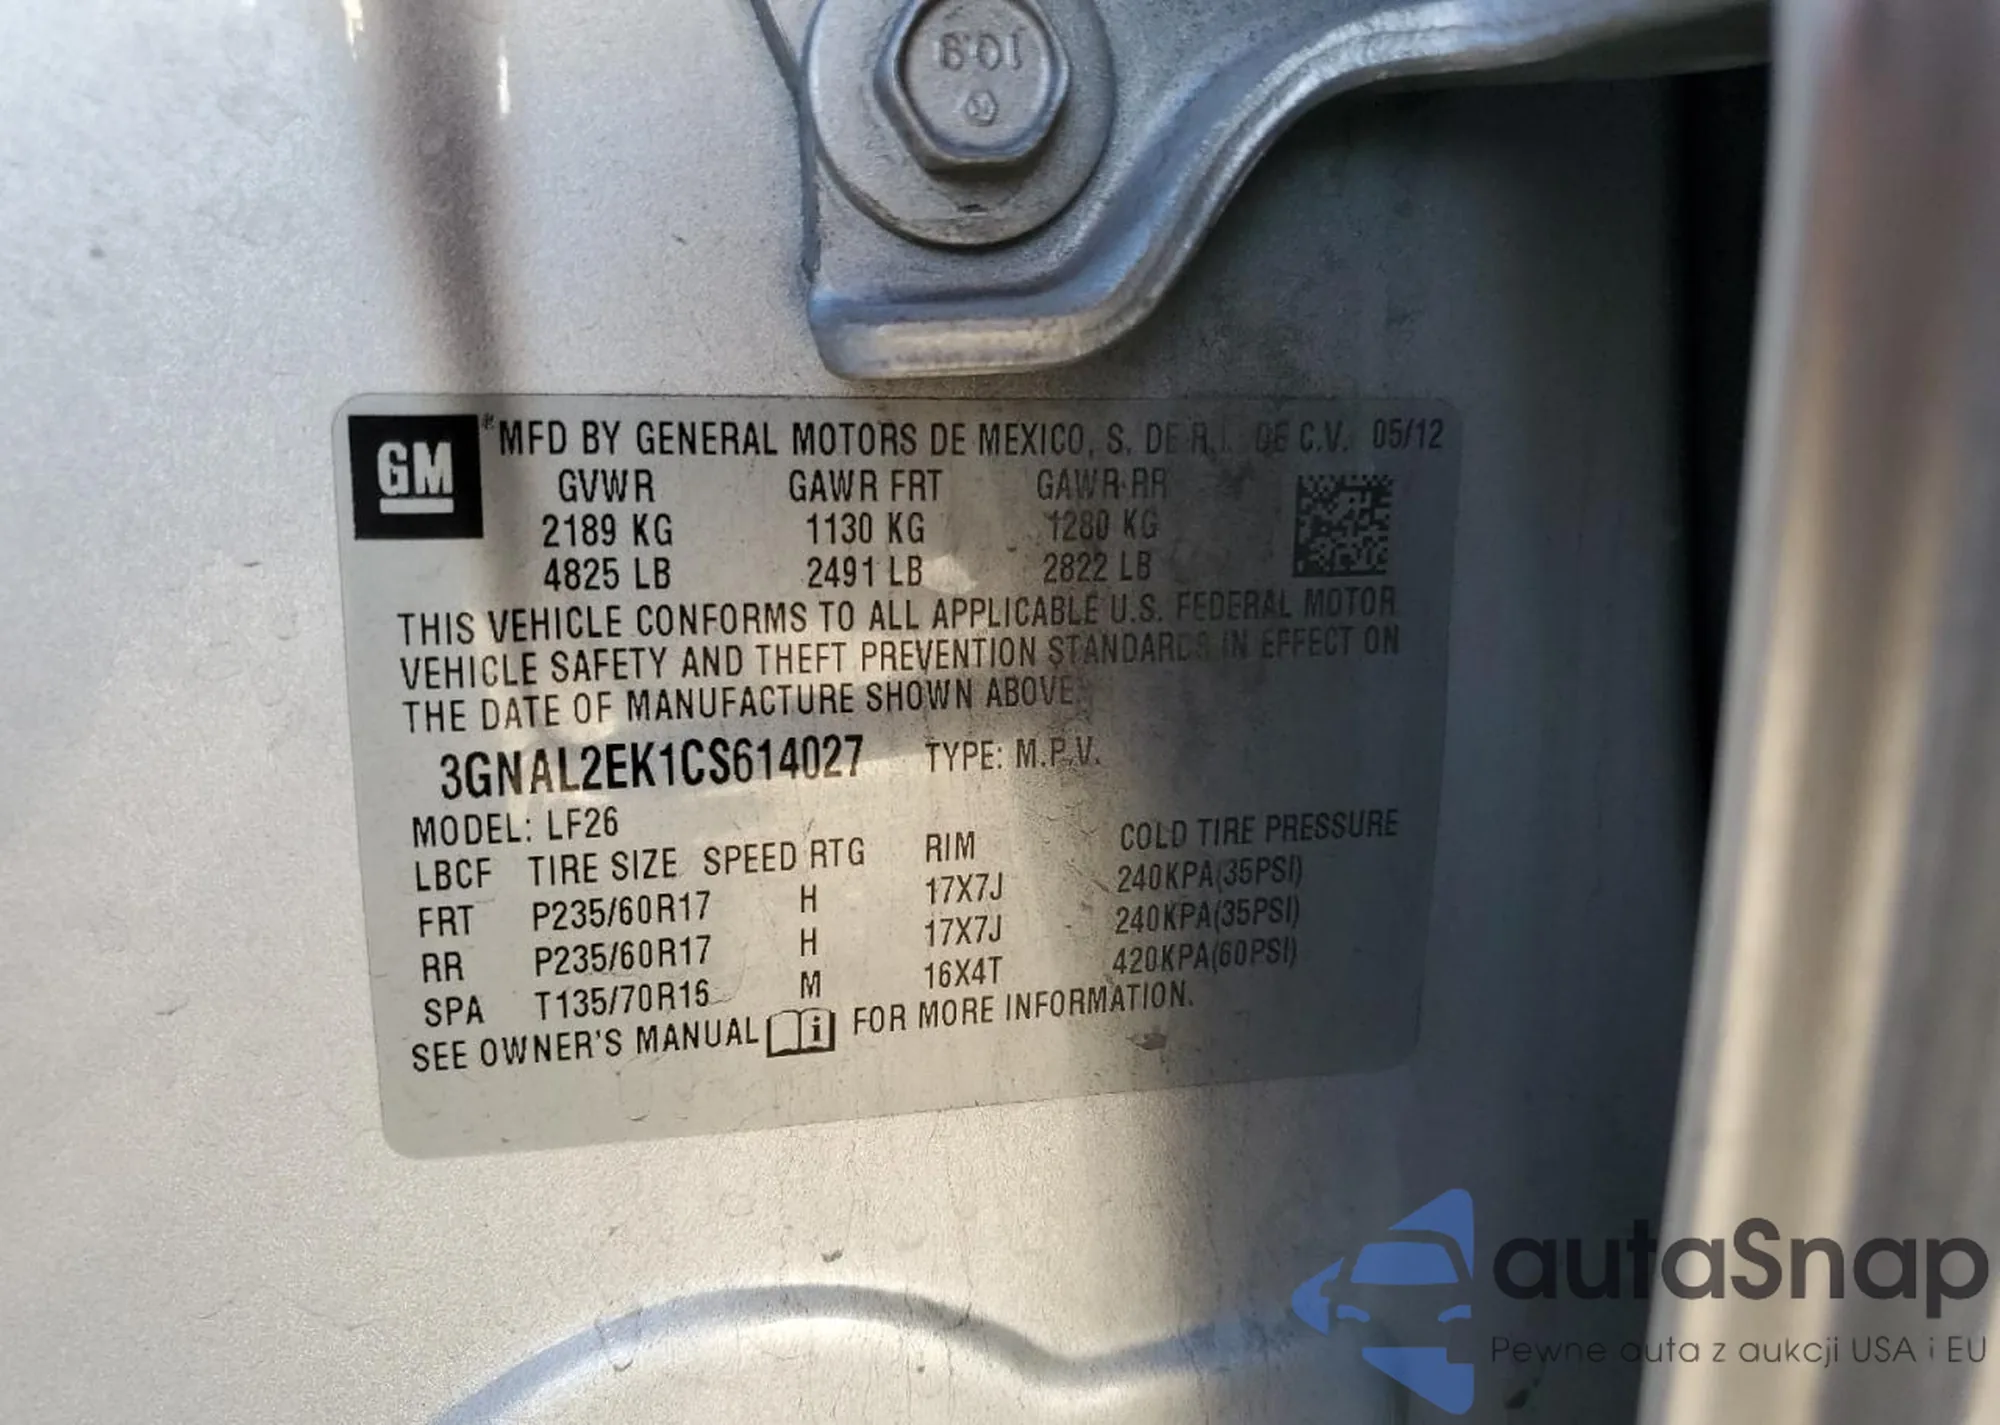 10.9
GM
*MFD BY GENERAL MOTORS DE MEXICO, S. DE R.L. DE C.V. 05/12
GVWR GAWR FRT GAWR RR
2189 KG 1130 KG 1280 KG
4825 LB 2491 LB 2822 LB
THIS VEHICLE CONFORMS TO ALL APPLICABLE U.S. FEDERAL MOTOR
VEHICLE SAFETY AND THEFT PREVENTION STANDARDS IN EFFECT ON
THE DATE OF MANUFACTURE SHOWN ABOVE.
3GNAL2EK1CS614027 TYPE: M.P.V.
MODEL: LF26
LBCF TIRE SIZE SPEED RTG RIM COLD TIRE PRESSURE
FRT P235/60R17 H 17X7J 240KPA(35PSI)
RR P235/60R17 H 17X7J 240KPA(35PSI)
SPA T135/70R16 M 16X4T 420KPA(60PSI)
SEE OWNER'S MANUAL i FOR MORE INFORMATION.
autaSnap
Pewne auta z aukcji USA i EU